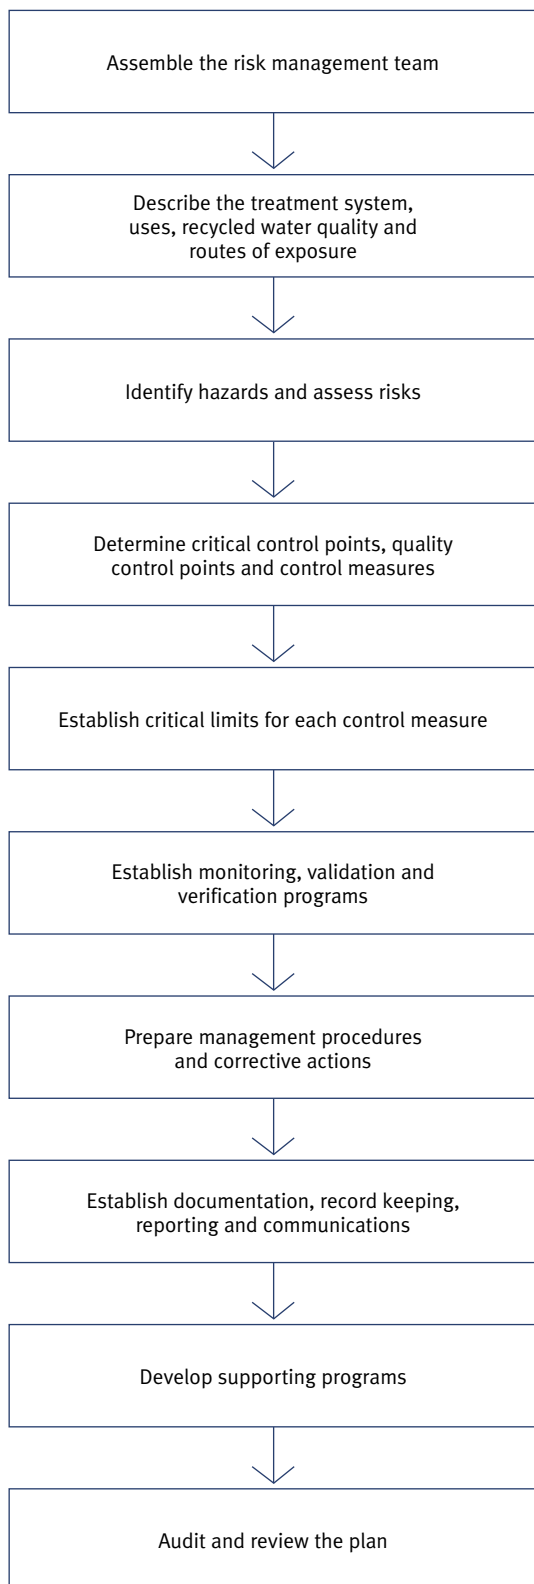 Assemble the risk management team
Describe the treatment system,
uses, recycled water quality and
routes of exposure
Identify hazards and assess risks
Determine critical control points, quality
control points and control measures
Establish critical limits for each control measure
Establish monitoring, validation and
verification programs
Prepare management procedures
and corrective actions
Establish documentation, record keeping,
reporting and communications
Develop supporting programs
Audit and review the plan